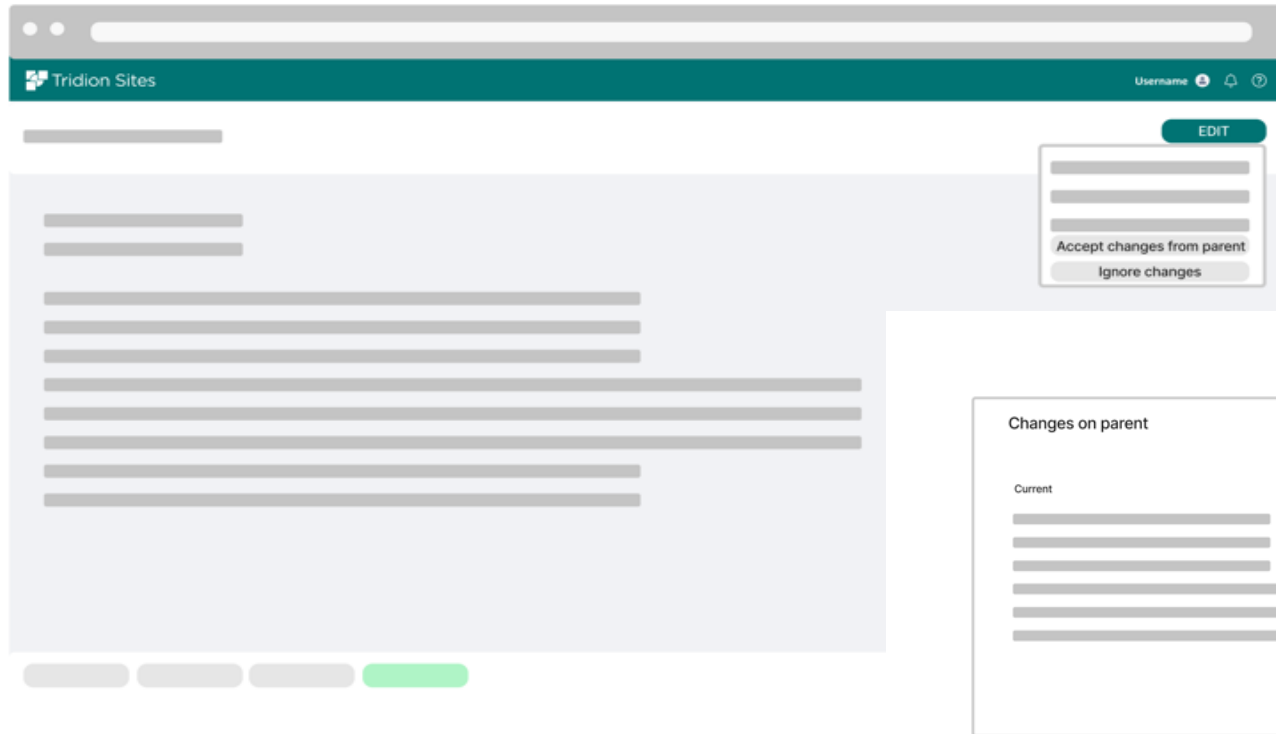 Tridion Sites
Username
EDIT
Accept changes from parent
Ignore changes
Changes on parent
Current